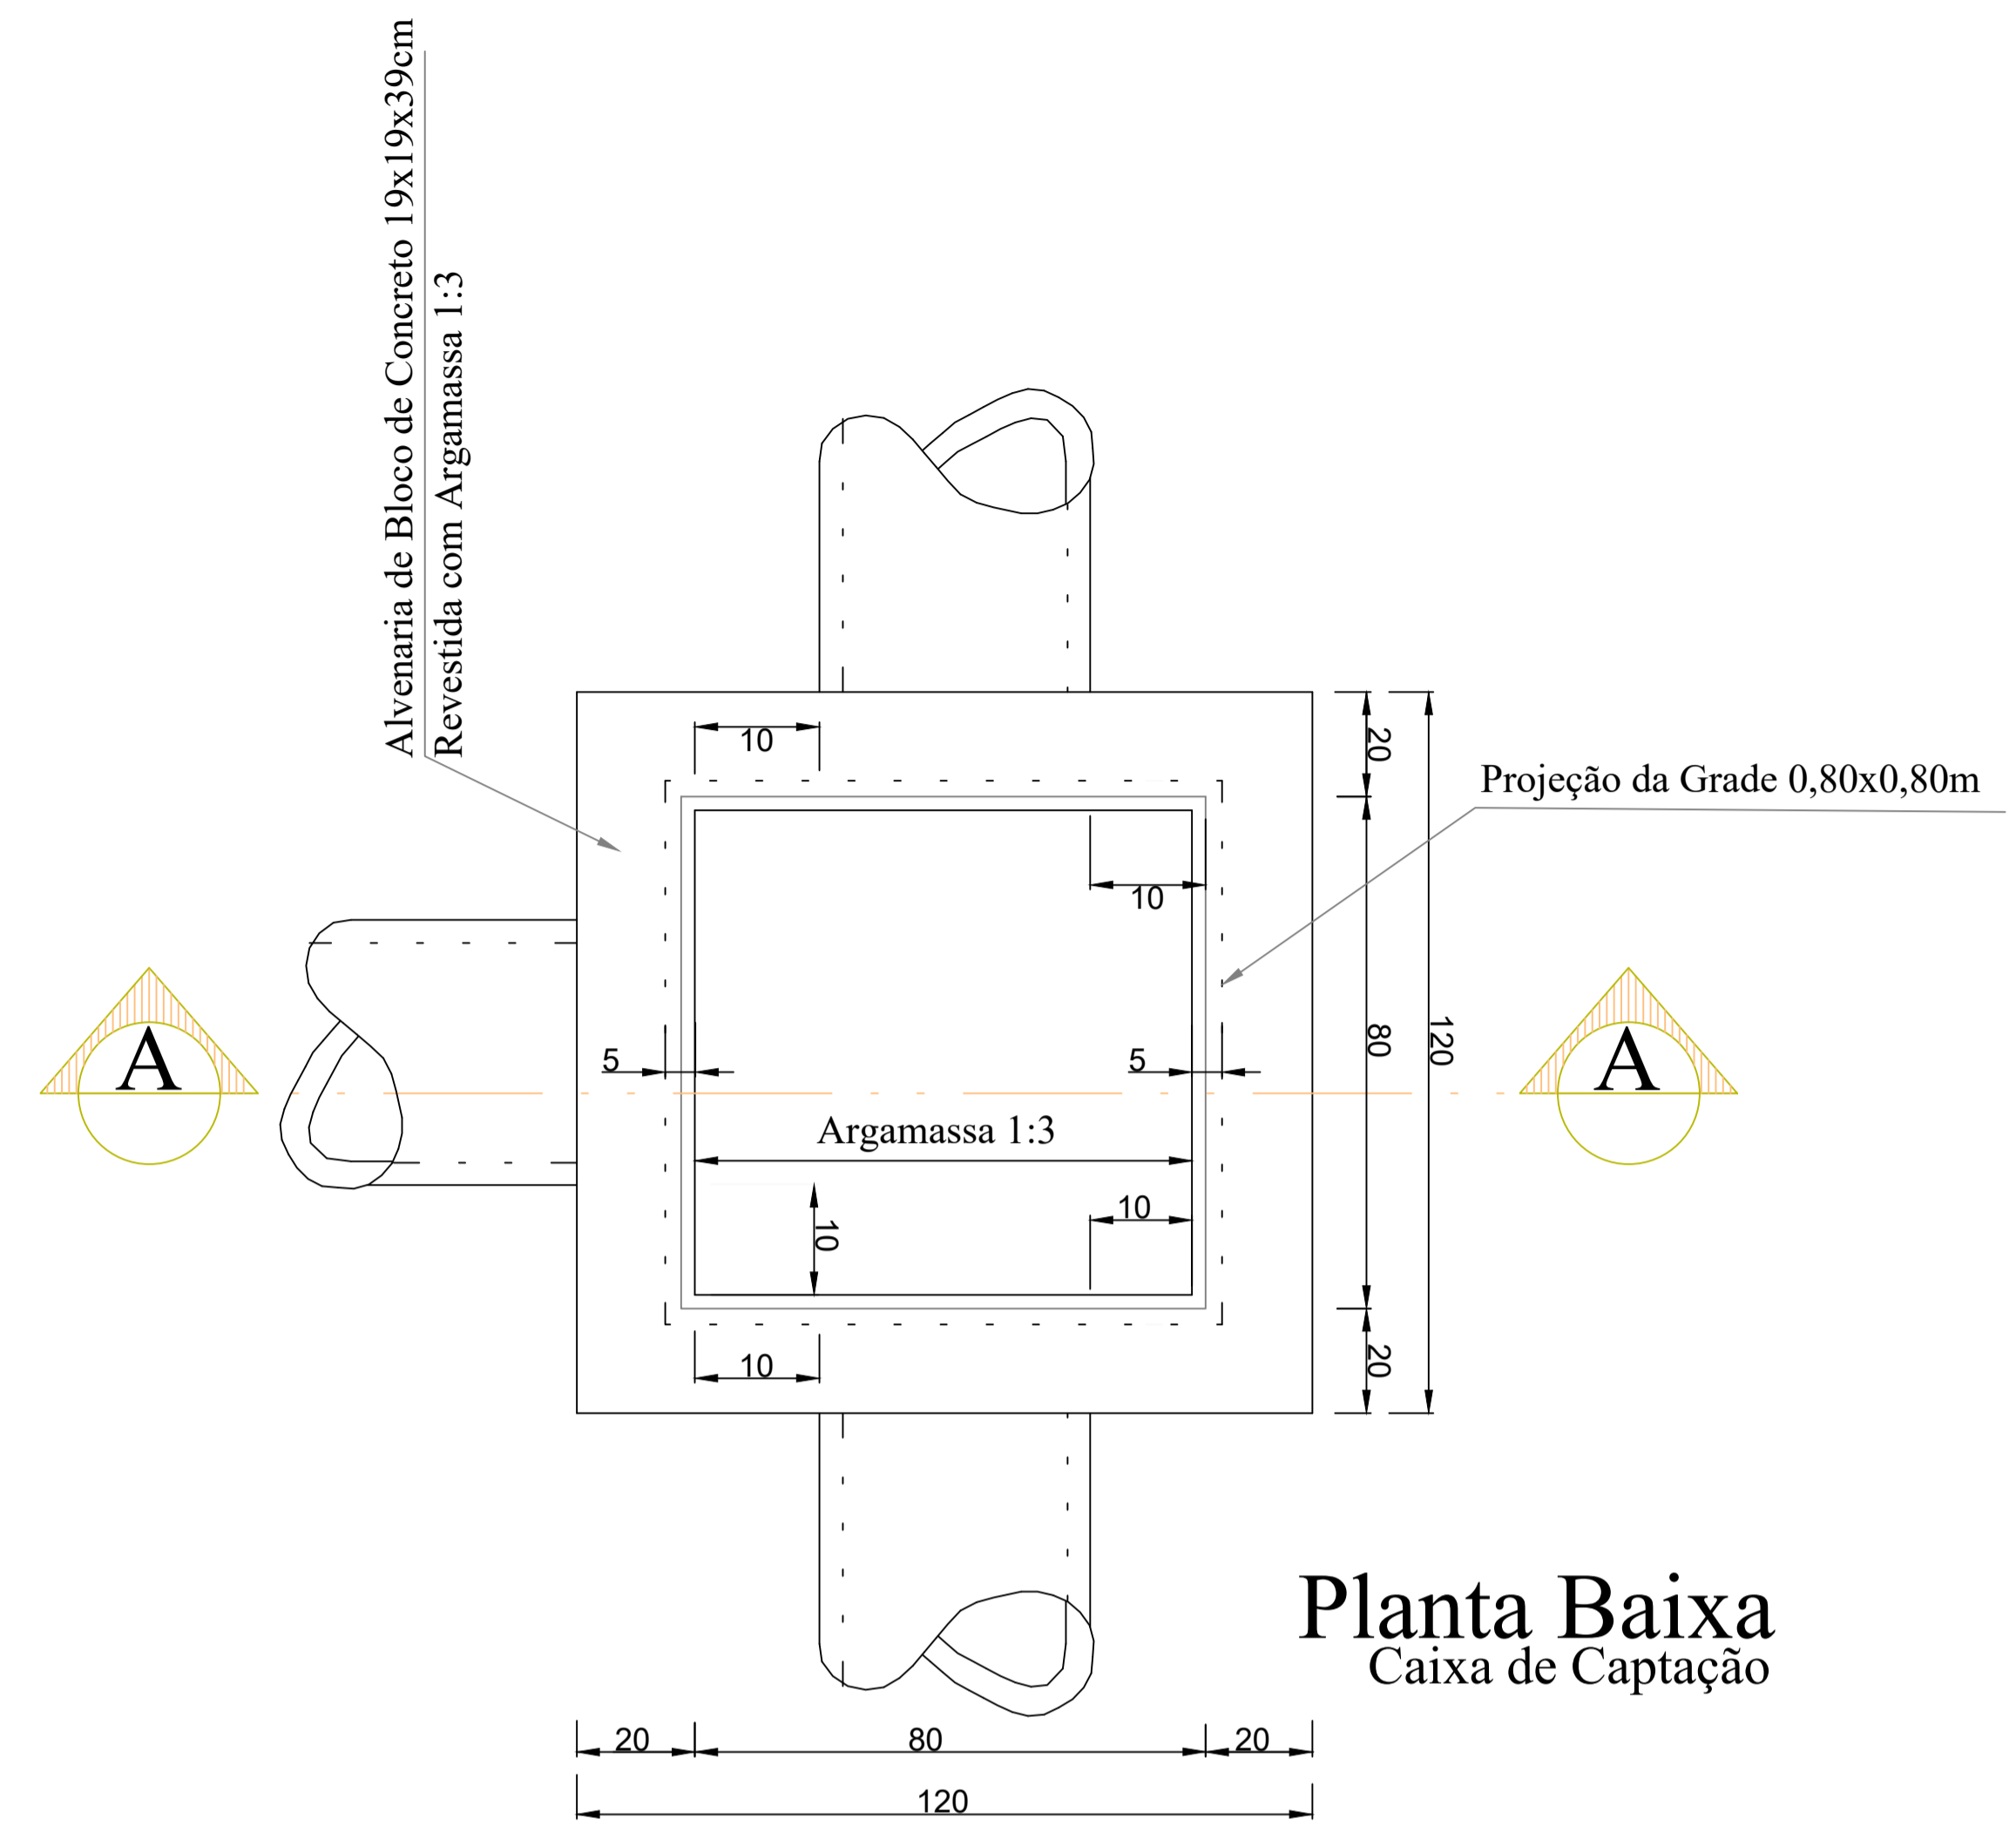 Alvenaria de Bloco de Concreto 19x19x39cm
Revestida com Argamassa 1:3
10
20
Projeção da Grade 0,80x0,80m
10
A
5
5
80
120
A
Argamassa 1:3
10
10
10
20
Planta Baixa
Caixa de Captação
20
80
20
120